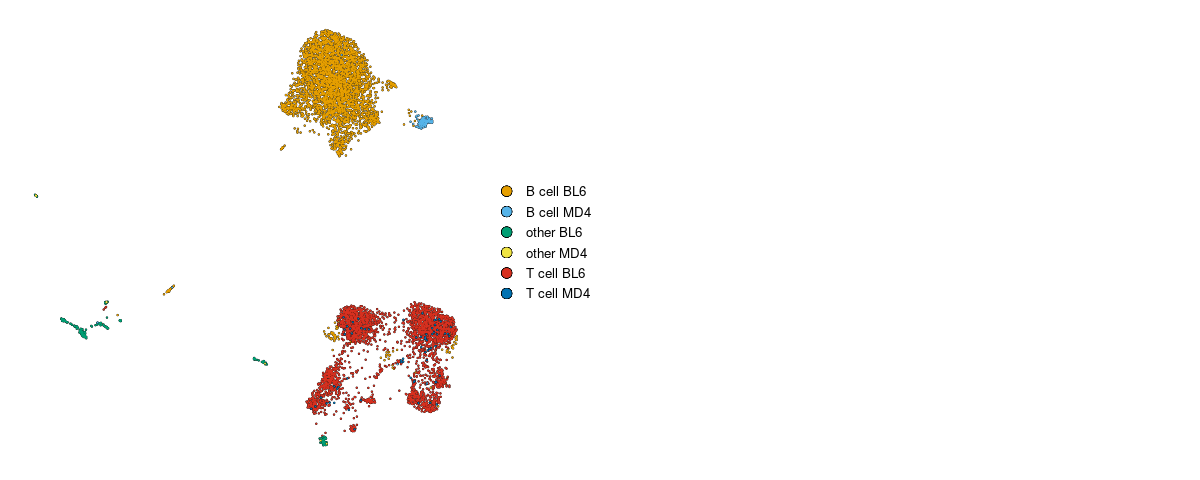 B cell BL6
B cell MD4
other BL6
other MD4
T cell BL6
T cell MD4